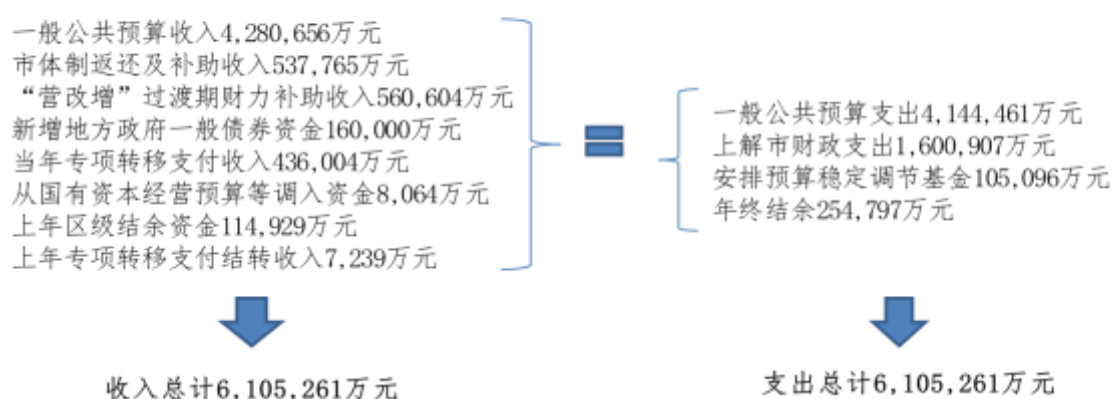 一般公共预算收入4,280,656万元
市体制返还及补助收入537,765万元
“营改增”过渡期财力补助收入560,604万元
新增地方政府一般债券资金160,000万元
当年专项转移支付收入436,004万元
从国有资本经营预算等调入资金8,064万元
上年区级结余资金114,929万元
上年专项转移支付结转收入7,239万元
收入总计6,105,261万元
一般公共预算支出4,144,461万元
上解市财政支出1,600,907万元
安排预算稳定调节基金105,096万元
年终结余254,797万元
支出总计6,105,261万元